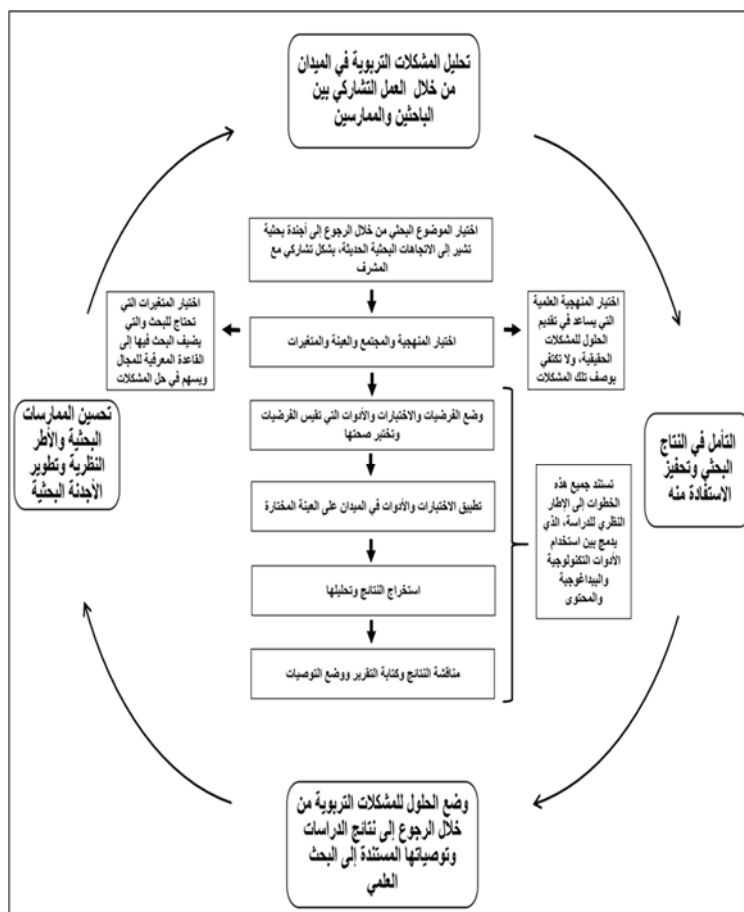 تحليل المشكلات التربوية في الميدان
من خلال العمل التشاركي بين
الباحثين والممارسين
اختيار الموضوع البحثي من خلال الرجوع إلى أجندة بحثية
تشير إلى الاتجاهات البحثية الحديثة، بشكل تشاركي مع
المشرف
اختيار المنهجية العلمية
التي يساعد في تقديم
الحلول للمشكلات
الحقيقية، ولا تكتفي
بوصف تلك المشكلات
اختيار المنهجية والمجتمع والعينة والمتغيرات
اختيار المتغيرات التي
تحتاج للبحث والتي
يضيف البحث فيها إلى
القاعدة المعرفية للمجال
ويسهم في حل المشكلات
التأمل في النتاج
البحثي وتحفيز
الاستفادة منه
تستند جميع هذه
الخطوات إلى الإطار
النظري للدراسة، الذي
يدمج بين استخدام
الأدوات التكنولوجية
والبيداغوجية
والمحتوى
وضع الفرضيات والاختبارات والأدوات التي تقيس الفرضيات
وتختبر صحتها
تطبيق الاختبارات والأدوات في الميدان على العينة المختارة
استخراج النتائج وتحليلها
مناقشة النتائج وكتابة التقرير ووضع التوصيات
تحسين الممارسات
البحثية والأطر
النظرية وتطوير
الأجدنة البحثية
وضع الحلول للمشكلات التربوية من
خلال الرجوع إلى نتائج الدراسات
وتوصياتها المستندة إلى البحث
العلمي